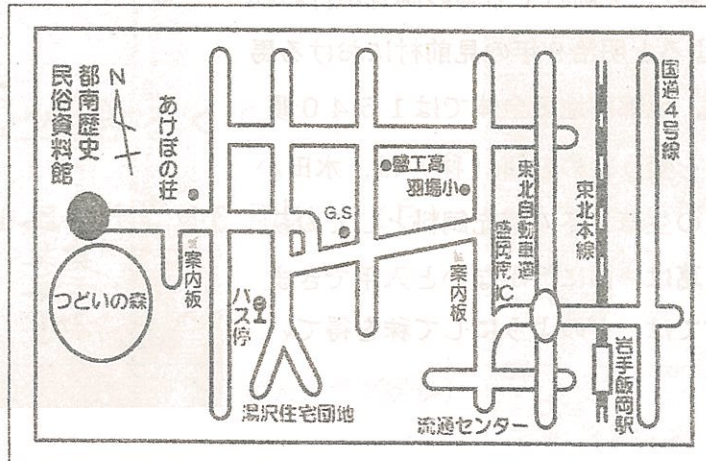 都南歴史
民俗資料館
N
あけぼの荘
つどいの森
案内板
バス停
G.S
盛工高
羽場小
湯沢住宅団地
案内板
盛岡南IC
東北自動車道
東北本線
国道4号線
岩手飯岡駅
流通センター